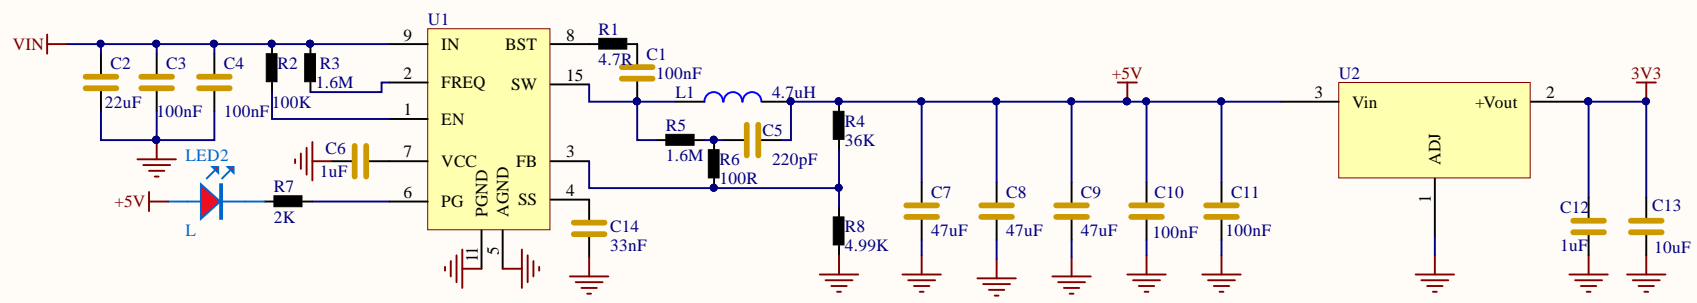 VIN
C2
22uF
C3
100nF
C4
100nF
R2
100K
R3
1.6M
U1
9
IN
2
FREQ
1
EN
7
VCC
6
PG
BST
8
SW
15
FB
3
SS
4
PGND
11
AGND
5
C6
1uF
LED2
+5V
L
R7
2K
R1
4.7R
C1
100nF
L1
4.7uH
R5
1.6M
C5
220pF
R6
100R
R4
36K
R8
4.99K
C14
33nF
C7
47uF
C8
47uF
C9
47uF
+5V
C10
100nF
C11
100nF
U2
3
Vin
+Vout
2
ADJ
1
3V3
C12
1uF
C13
10uF